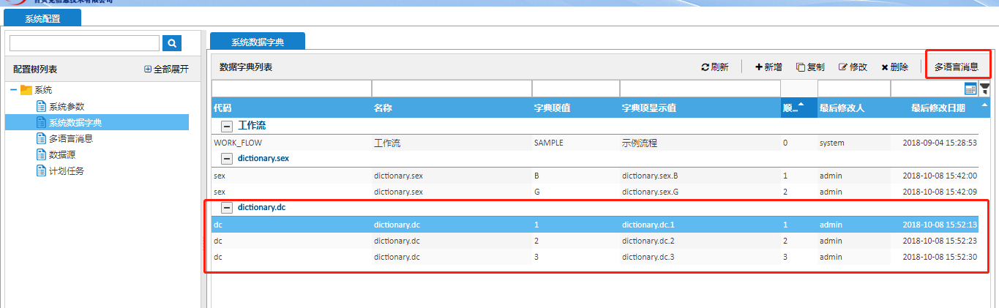 系统配置
系统数据字典
配置树列表 全部展开
数据字典列表 刷新 新增 复制 修改 删除 多语言消息
系统
系统参数
系统数据字典
多语言消息
数据源
计划任务
代码 名称 字典项值 字典项显示值 顺... 最后修改人 最后修改日期
工作流
WORK_FLOW 工作流 SAMPLE 示例流程 0 system 2018-09-04 15:28:53
dictionary.sex
sex dictionary.sex B dictionary.sex.B 1 admin 2018-10-08 15:42:00
sex dictionary.sex G dictionary.sex.G 2 admin 2018-10-08 15:42:09
dictionary.dc
dc dictionary.dc 1 dictionary.dc.1 1 admin 2018-10-08 15:52:13
dc dictionary.dc 2 dictionary.dc.2 2 admin 2018-10-08 15:52:23
dc dictionary.dc 3 dictionary.dc.3 3 admin 2018-10-08 15:52:30